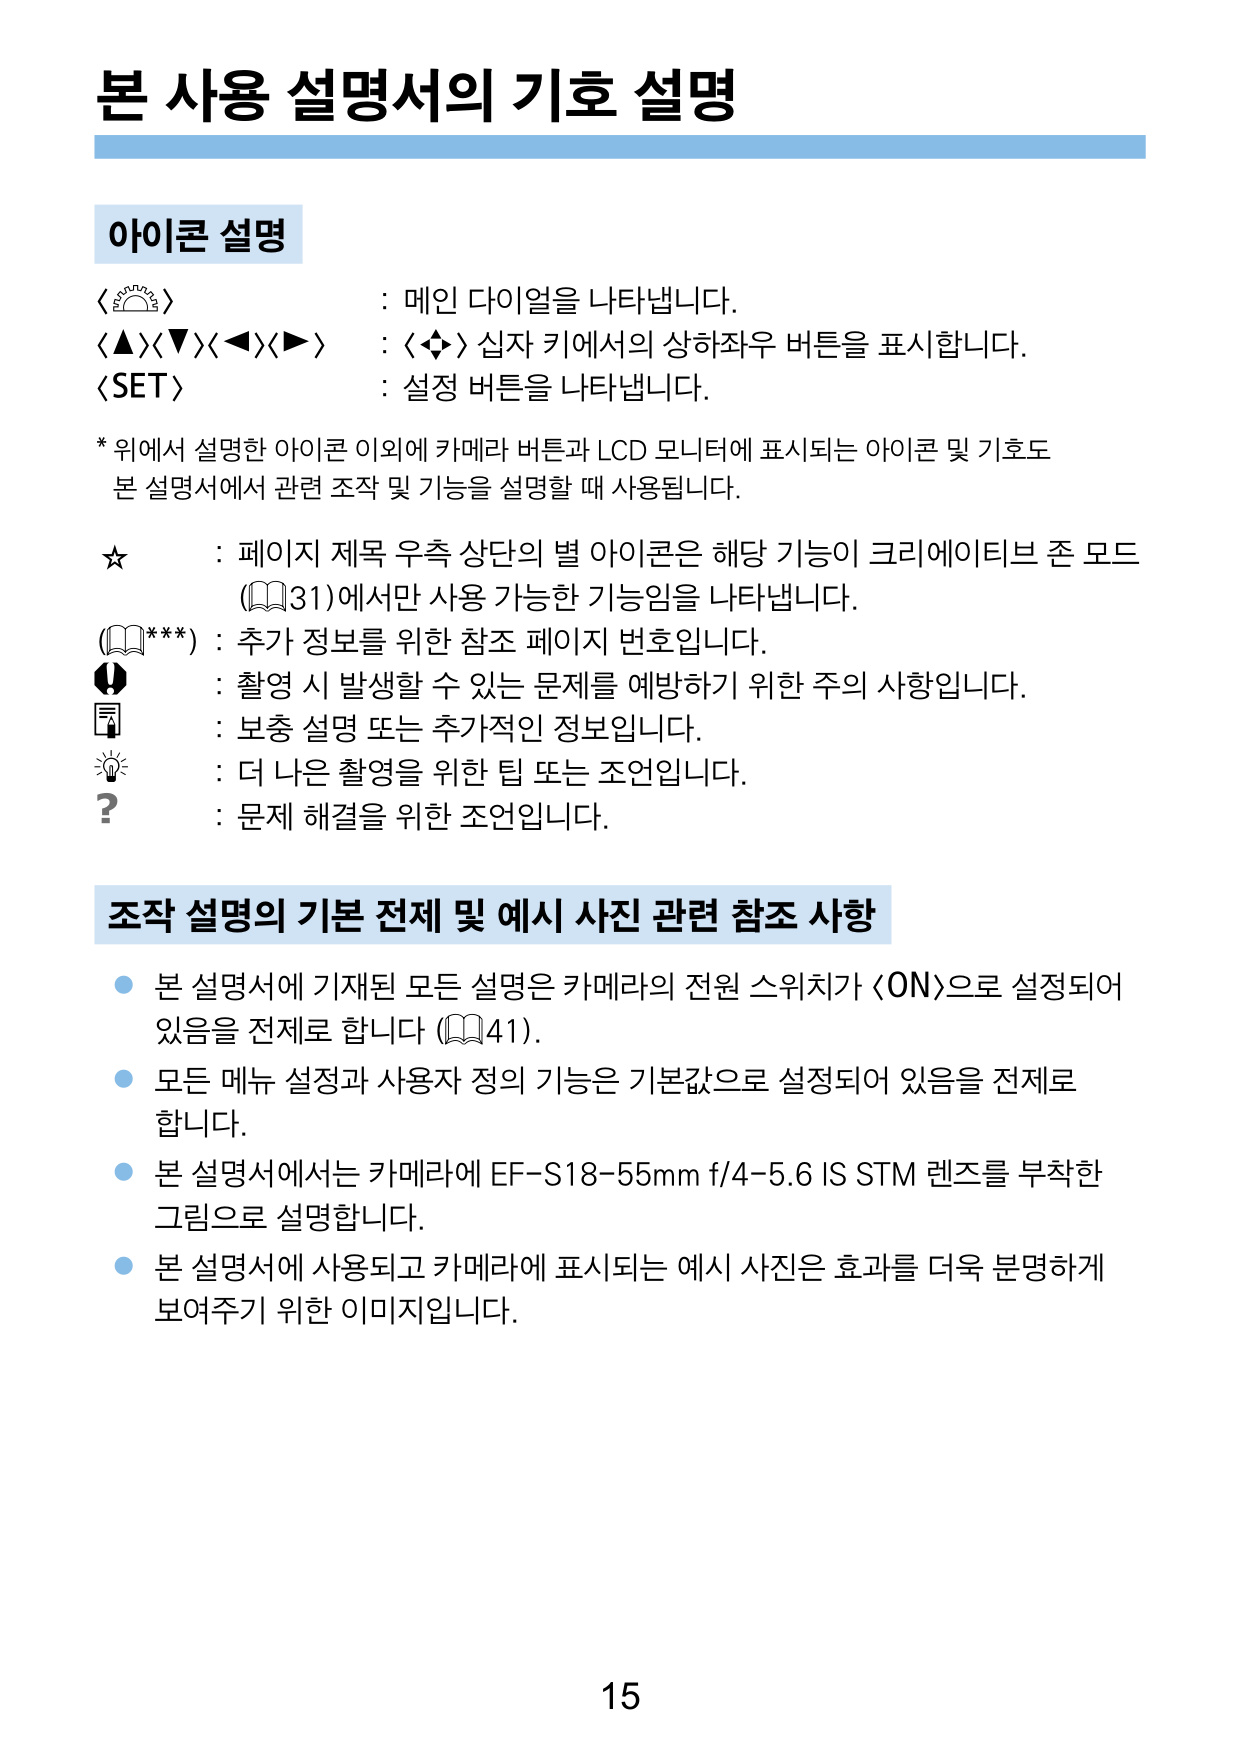 본 사용 설명서의 기호 설명
아이콘 설명
〈 〉 : 메인 다이얼을 나타냅니다.
〈▲〉〈▼〉〈◀〉〈▶〉 : 〈✥〉 십자 키에서의 상하좌우 버튼을 표시합니다.
〈SET〉 : 설정 버튼을 나타냅니다.
* 위에서 설명한 아이콘 이외에 카메라 버튼과 LCD 모니터에 표시되는 아이콘 및 기호도
본 설명서에서 관련 조작 및 기능을 설명할 때 사용됩니다.
☆ : 페이지 제목 우측 상단의 별 아이콘은 해당 기능이 크리에이티브 존 모드
(📖31)에서만 사용 가능한 기능임을 나타냅니다.
(📖***) : 추가 정보를 위한 참조 페이지 번호입니다.
: 촬영 시 발생할 수 있는 문제를 예방하기 위한 주의 사항입니다.
: 보충 설명 또는 추가적인 정보입니다.
: 더 나은 촬영을 위한 팁 또는 조언입니다.
? : 문제 해결을 위한 조언입니다.
조작 설명의 기본 전제 및 예시 사진 관련 참조 사항
● 본 설명서에 기재된 모든 설명은 카메라의 전원 스위치가 〈ON〉으로 설정되어
있음을 전제로 합니다 (📖41).
● 모든 메뉴 설정과 사용자 정의 기능은 기본값으로 설정되어 있음을 전제로
합니다.
● 본 설명서에서는 카메라에 EF-S18-55mm f/4-5.6 IS STM 렌즈를 부착한
그림으로 설명합니다.
● 본 설명서에 사용되고 카메라에 표시되는 예시 사진은 효과를 더욱 분명하게
보여주기 위한 이미지입니다.
15